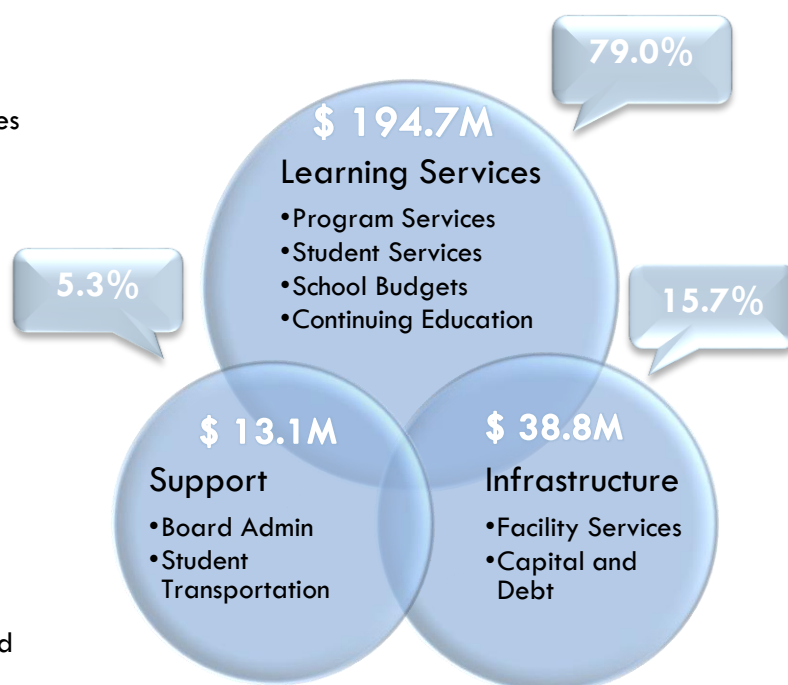 79.0%
es
$ 194.7M
Learning Services
•Program Services
•Student Services
•School Budgets
•Continuing Education
5.3%
15.7%
$ 13.1M
Support
•Board Admin
•Student
Transportation
$ 38.8M
Infrastructure
•Facility Services
•Capital and
Debt
d